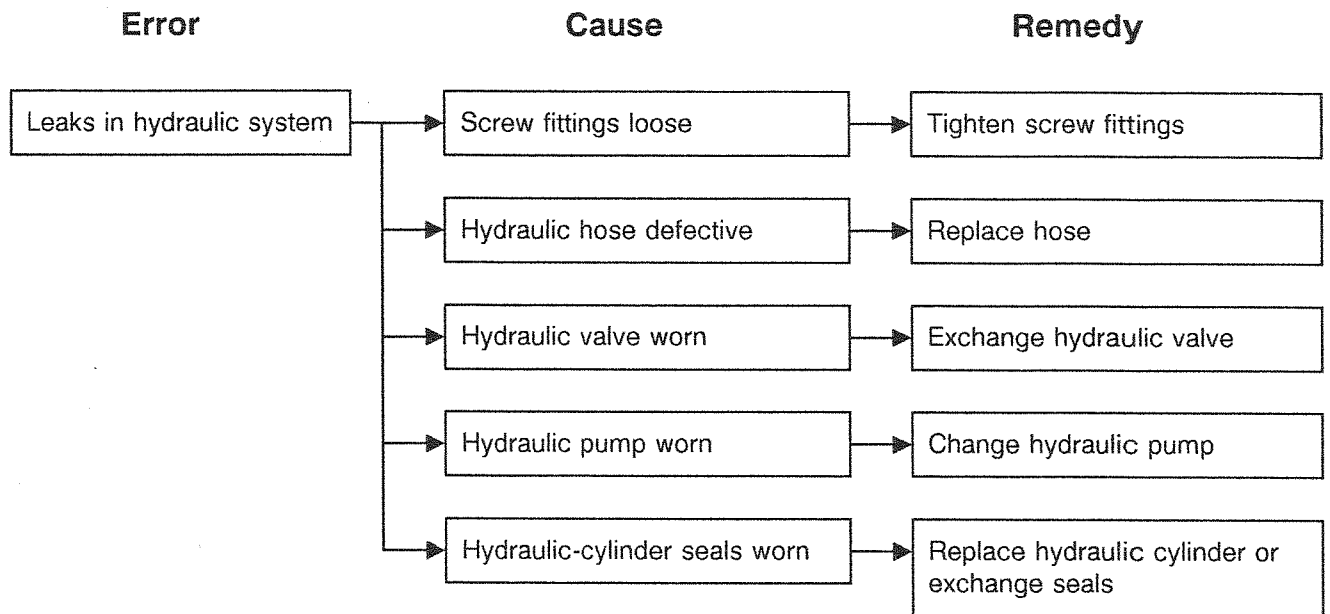 Error Cause Remedy
Leaks in hydraulic system Screw fittings loose Tighten screw fittings
Hydraulic hose defective Replace hose
Hydraulic valve worn Exchange hydraulic valve
Hydraulic pump worn Change hydraulic pump
Hydraulic-cylinder seals worn Replace hydraulic cylinder or
exchange seals